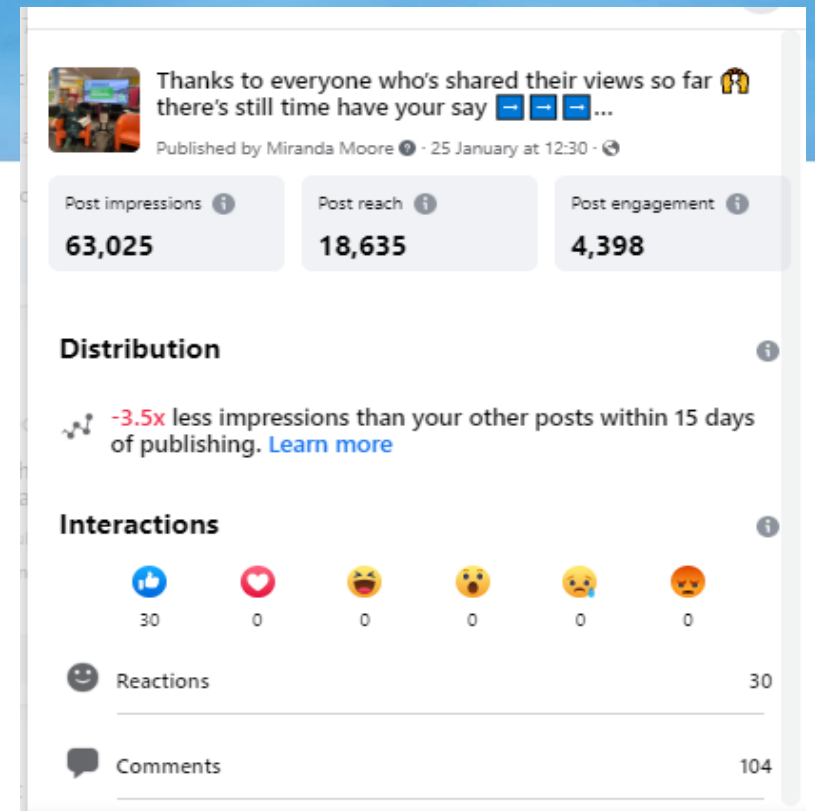 Thanks to everyone who's shared their views so far 🙌
there's still time have your say ➡️➡️➡️...
Published by Miranda Moore · 25 January at 12:30 ·
Post impressions
Post reach
Post engagement
63,025
18,635
4,398
Distribution
-3.5x less impressions than your other posts within 15 days
of publishing. Learn more
Interactions
30
0
0
0
0
0
Reactions
30
Comments
104